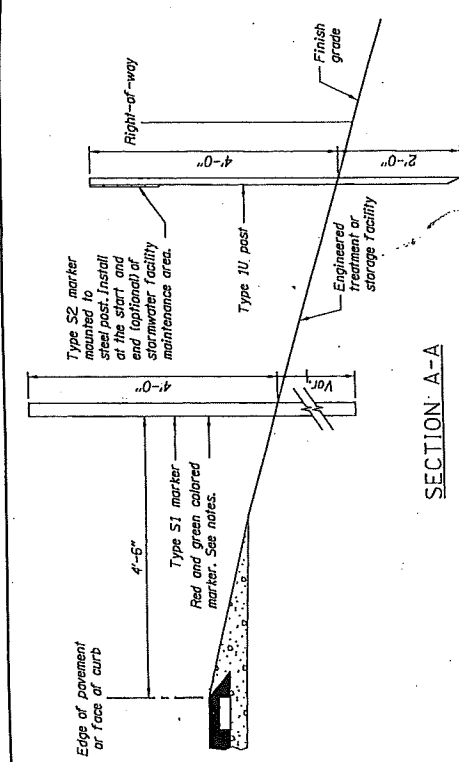 Edge of pavement
or face of curb
4'-6"
Type S1 marker
Red and green colored
marker. See notes.
4'-0"
Var.
Type S2 marker
mounted to
steel post. Install
at the start and
end (optional) of
stormwater facility
maintenance area.
Type 1U post
Engineered
treatment or
storage facility
Right-of-way
4'-0"
2'-0"
Finish
grade
SECTION A-A